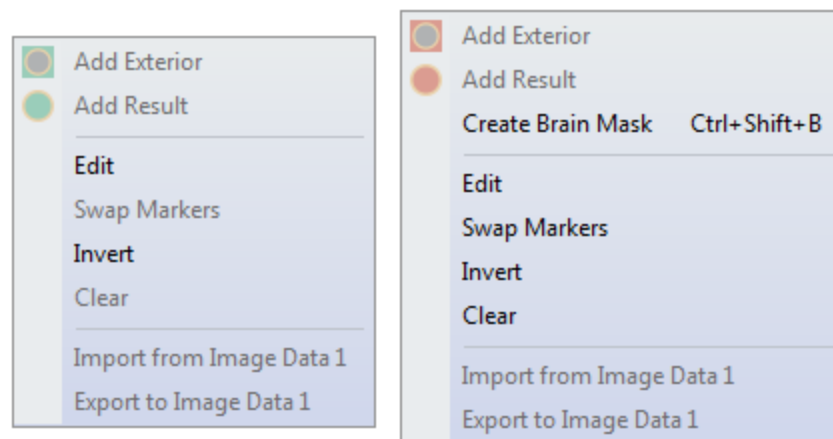 Add Exterior
Add Result
Edit
Swap Markers
Invert
Clear
Import from Image Data 1
Export to Image Data 1
Add Exterior
Add Result
Create Brain Mask Ctrl+Shift+B
Edit
Swap Markers
Invert
Clear
Import from Image Data 1
Export to Image Data 1